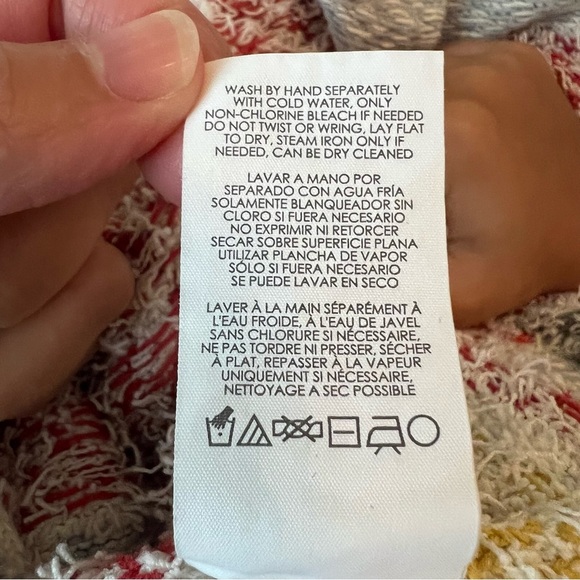 WASH BY HAND SEPARATELY
WITH COLD WATER, ONLY
NON-CHLORINE BLEACH IF NEEDED
DO NOT TWIST OR WRING, LAY FLAT
TO DRY, STEAM IRON ONLY IF
NEEDED, CAN BE DRY CLEANED
LAVAR A MANO POR
SEPARADO CON AGUA FRÍA
SOLAMENTE BLANQUEADOR SIN
CLORO SI FUERA NECESARIO
NO EXPRIMIR NI RETORCER
SECAR SOBRE SUPERFICIE PLANA
UTILIZAR PLANCHA DE VAPOR
SÓLO SI FUERA NECESARIO
SE PUEDE LAVAR EN SECO
LAVER À LA MAIN SÉPARÉMENT À
L'EAU FROIDE, À L'EAU DE JAVEL
SANS CHLORURE SI NÉCESSAIRE,
NE PAS TORDRE NI PRESSER, SÉCHER
À PLAT, REPASSER À LA VAPEUR
UNIQUEMENT SI NÉCESSAIRE,
NETTOYAGE A SEC POSSIBLE